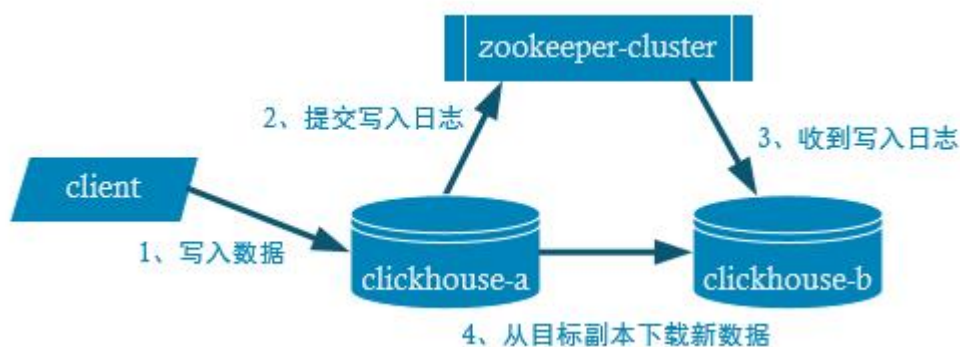 zookeeper-cluster
2、提交写入日志
3、收到写入日志
client
1、写入数据
clickhouse-a
clickhouse-b
4、从目标副本下载新数据